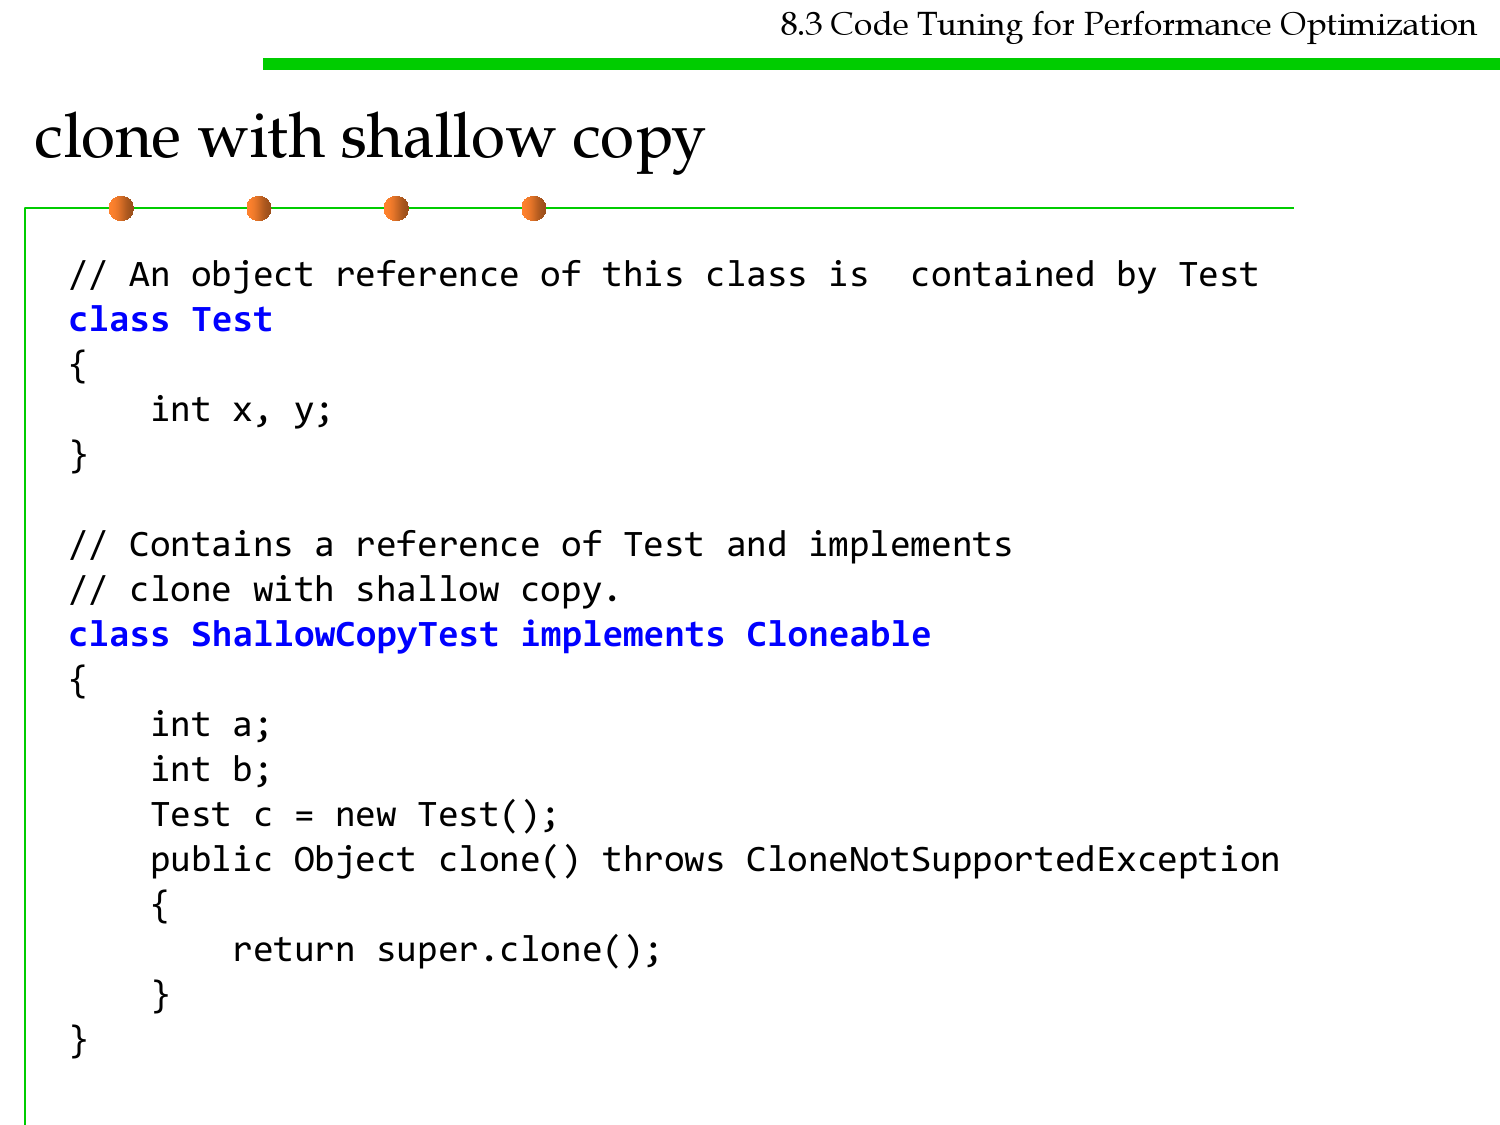 8.3 Code Tuning for Performance Optimization
clone with shallow copy
// An object reference of this class is  contained by Test
class Test
{
    int x, y;
}
// Contains a reference of Test and implements
// clone with shallow copy.
class ShallowCopyTest implements Cloneable
{
    int a;
    int b;
    Test c = new Test();
    public Object clone() throws CloneNotSupportedException
    {
        return super.clone();
    }
}